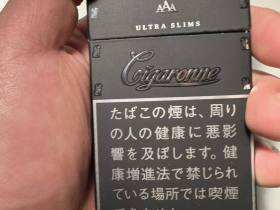 AAA
ULTRA SLIMS
Cigaronne
たばこの煙は、周り
の人の健康に悪影
響を及ぼします。健
康増進法で禁じられ
ている場所では喫煙